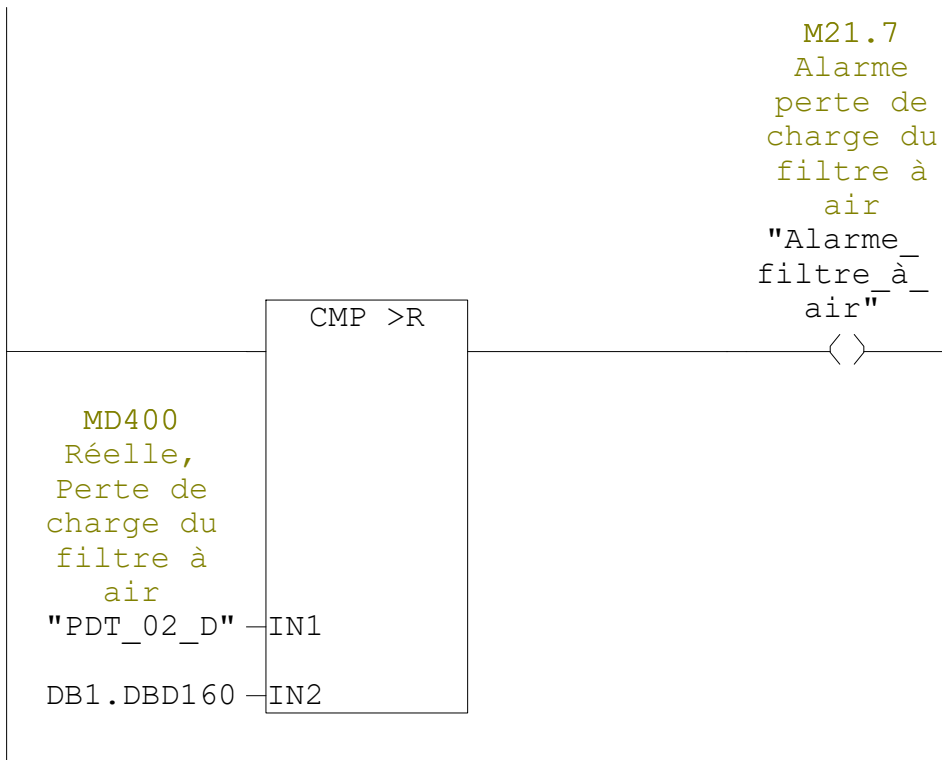 M21.7
Alarme
perte de
charge du
filtre à
air
"Alarme_
filtre_à_
air"
CMP >R
MD400
Réelle,
Perte de
charge du
filtre à
air
"PDT_02_D" IN1
DB1.DBD160 IN2